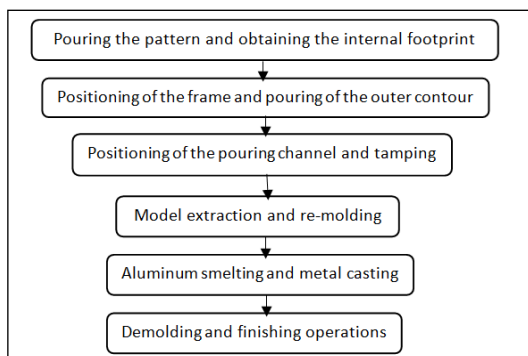 Pouring the pattern and obtaining the internal footprint
Positioning of the frame and pouring of the outer contour
Positioning of the pouring channel and tamping
Model extraction and re-molding
Aluminum smelting and metal casting
Demolding and finishing operations